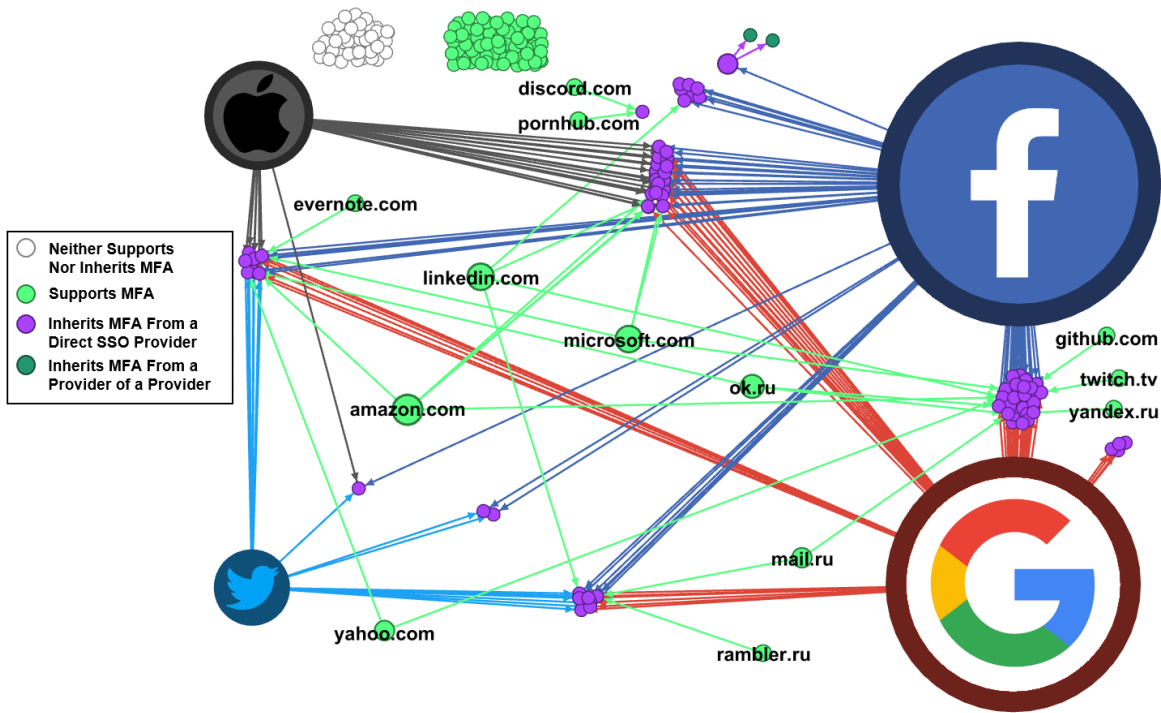 discord.com
pornhub.com
evernote.com
Neither Supports
Nor Inherits MFA
Supports MFA
Inherits MFA From a
Direct SSO Provider
Inherits MFA From a
Provider of a Provider
linkedin.com
microsoft.com
github.com
twitch.tv
ok.ru
yandex.ru
amazon.com
mail.ru
yahoo.com
rambler.ru